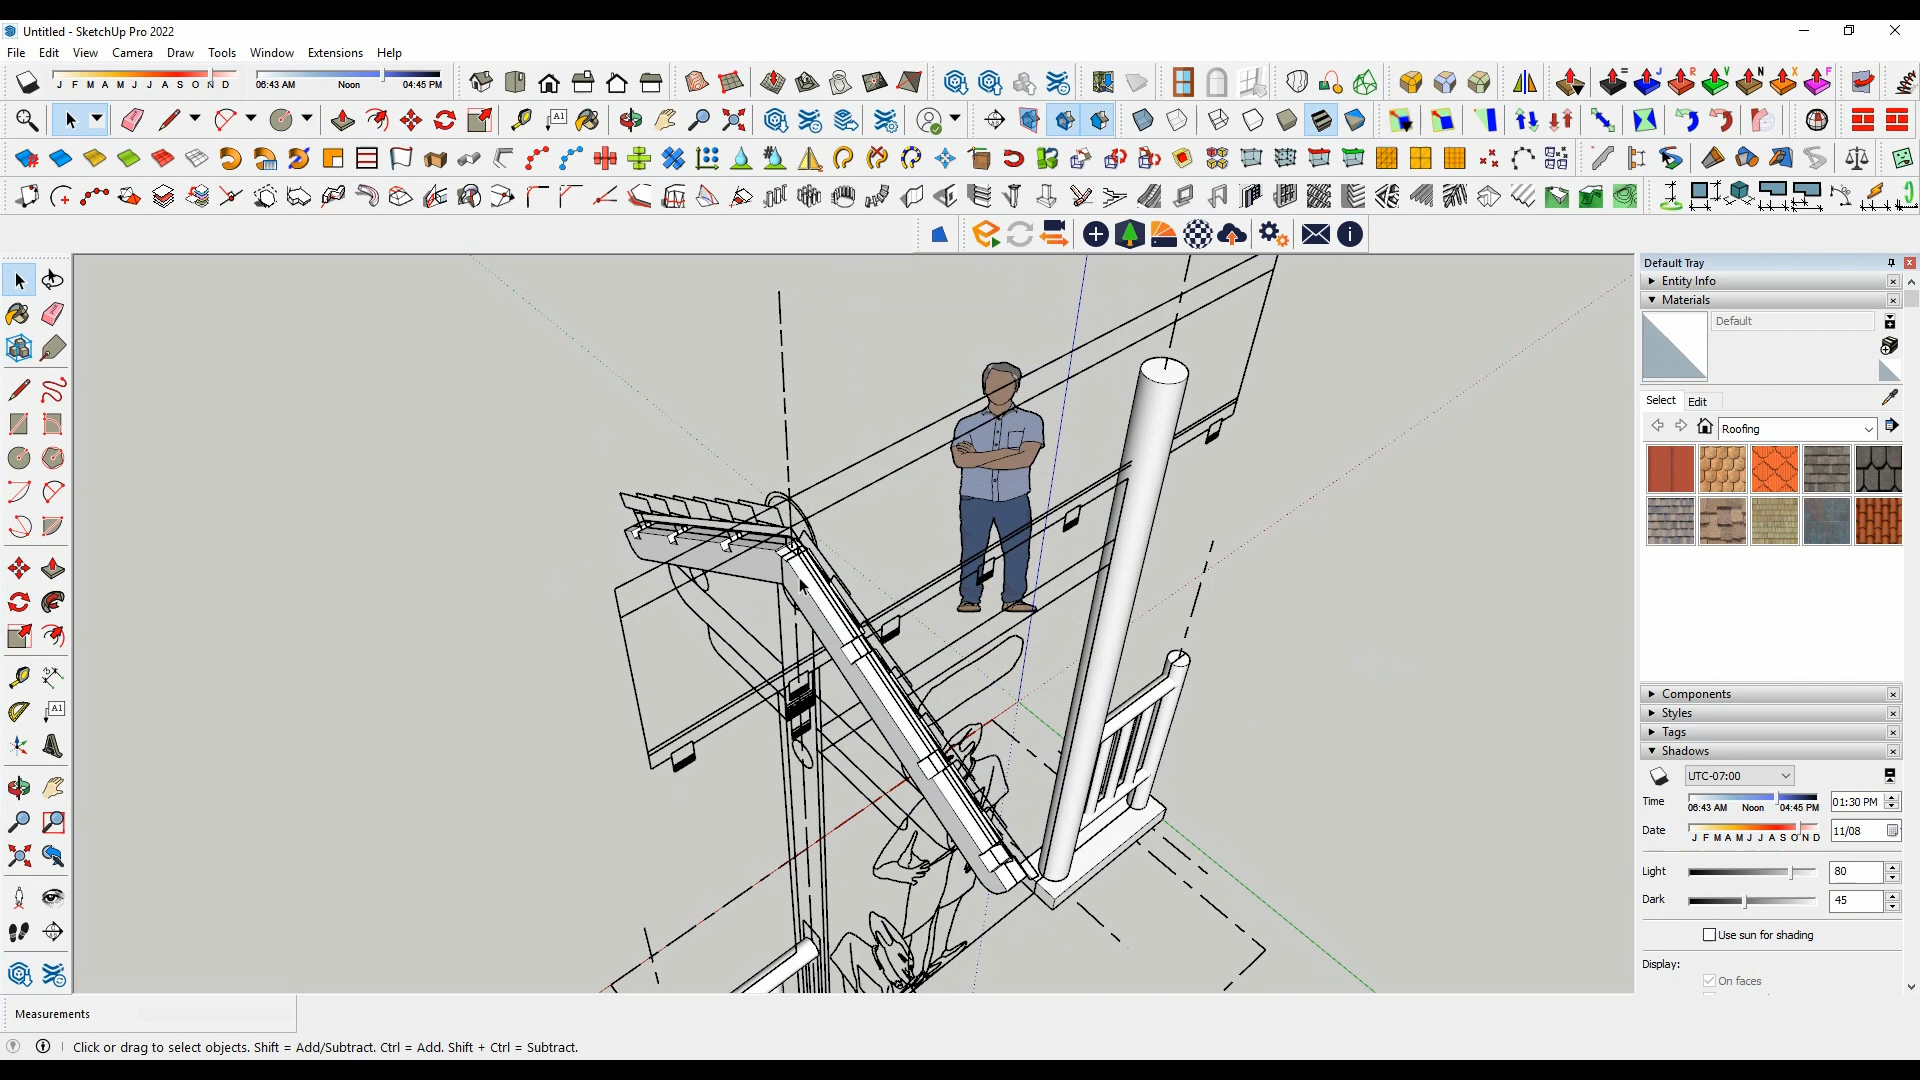 Untitled - SketchUp Pro 2022
File Edit View Camera Draw Tools Window Extensions Help
J F M A M J J A S O N D 06:43 AM Noon 04:45 PM
Default Tray
Entity Info
Materials
Default
Select Edit
Roofing
Components
Styles
Tags
Shadows
UTC-07:00
Time 06:43 AM Noon 04:45 PM 01:30 PM
Date J F M A M J J A S O N D 11/08
Light 80
Dark 45
Use sun for shading
Display:
On faces
Measurements
Click or drag to select objects. Shift = Add/Subtract. Ctrl = Add. Shift + Ctrl = Subtract.